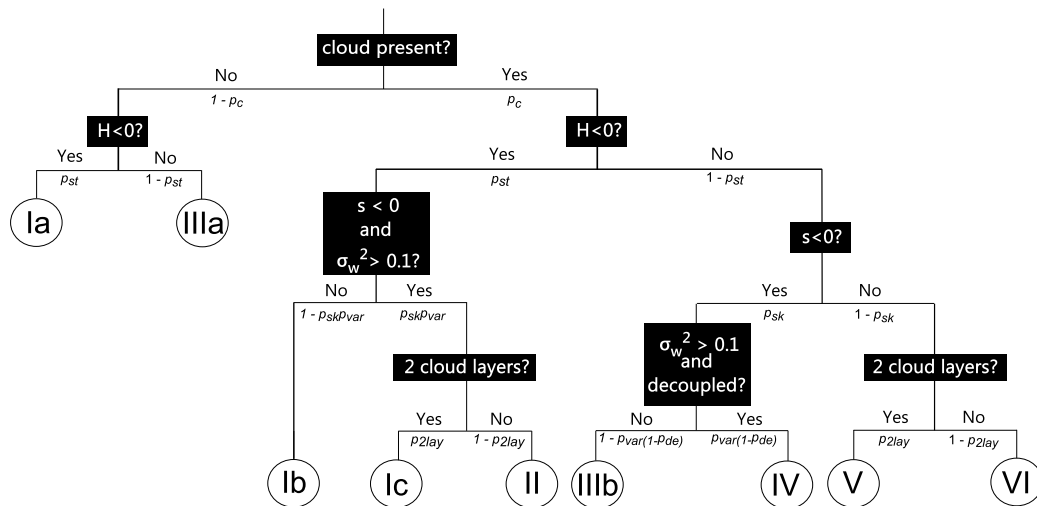 cloud present?
No
Yes
1 - pc
pc
H<0?
H<0?
Yes
No
Yes
No
pst
1 - pst
pst
1 - pst
Ia
IIIa
s < 0
and
σw² > 0.1?
s<0?
No
Yes
Yes
No
1 - pskpvar
pskpvar
psk
1 - psk
2 cloud layers?
σw² > 0.1
and
decoupled?
2 cloud layers?
Yes
No
No
Yes
Yes
No
p2lay
1 - p2lay
1 - pvar(1-pde)
pvar(1-pde)
p2lay
1 - p2lay
Ib
Ic
II
IIIb
IV
V
VI